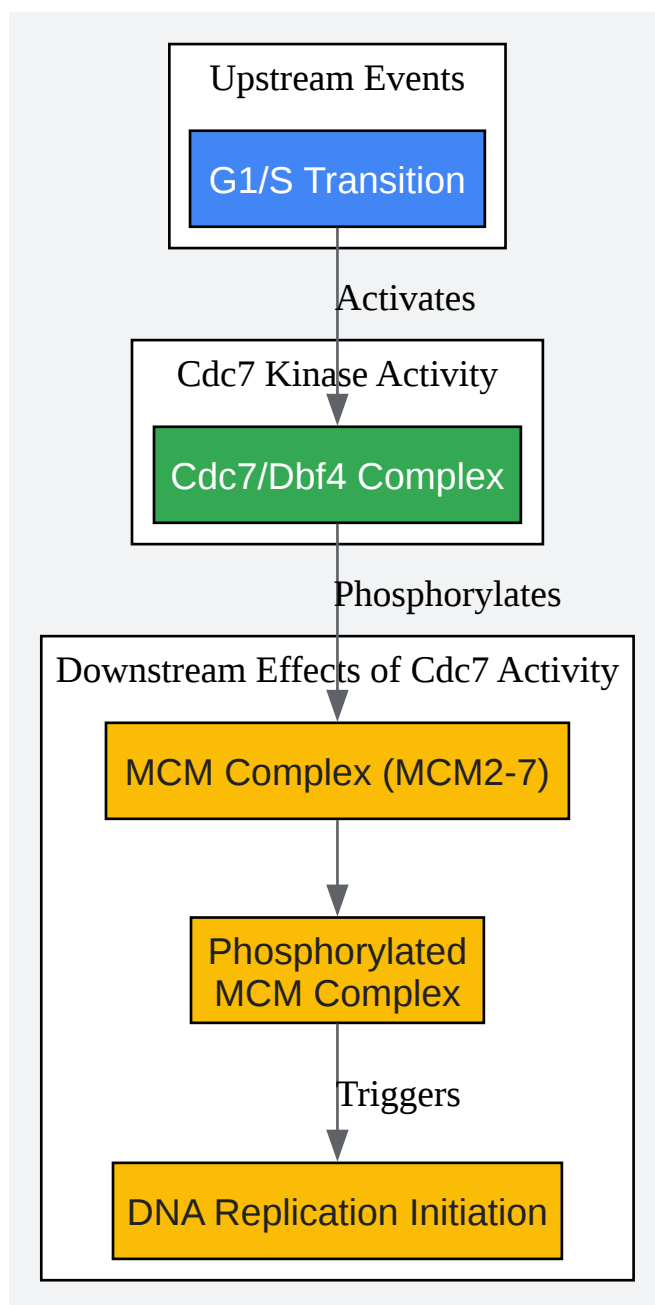 Upstream Events
G1/S Transition
Activates
Cdc7 Kinase Activity
Cdc7/Dbf4 Complex
Phosphorylates
Downstream Effects of Cdc7 Activity
MCM Complex (MCM2-7)
Phosphorylated
MCM Complex
Triggers
DNA Replication Initiation